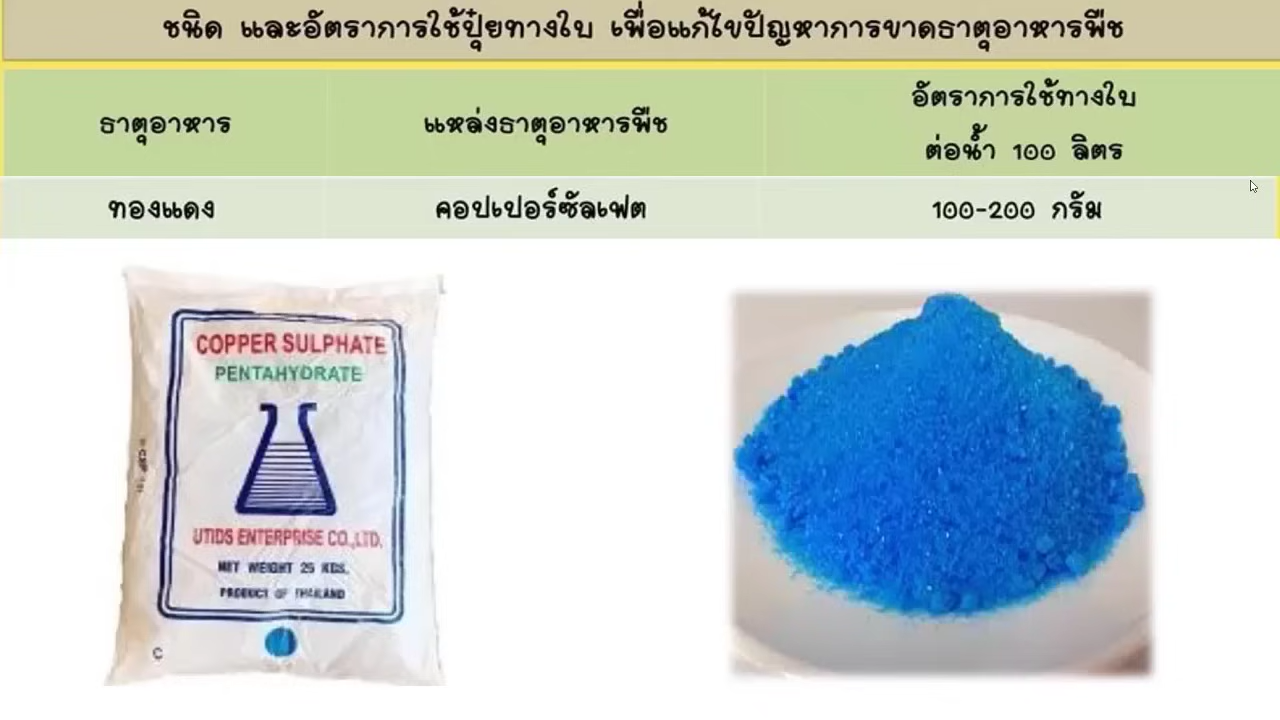 ชนิด และอัตราการใช้ปุ๋ยทางใบ เพื่อแก้ไขปัญหาการขาดธาตุอาหารพืช
ธาตุอาหาร
แหล่งธาตุอาหารพืช
อัตราการใช้ทางใบ
ต่อน้ำ 100 ลิตร
ทองแดง
คอปเปอร์ซัลเฟต
100-200 กรัม
COPPER SULPHATE
PENTAHYDRATE
UTIDS ENTERPRISE CO.,LTD.
NET WEIGHT 25 KGS.
PRODUCT OF THAILAND
C